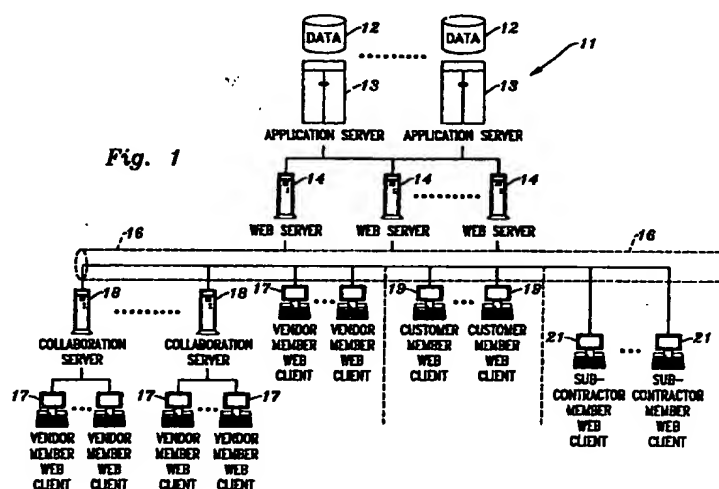 DATA 12 DATA 12
11
13 13
APPLICATION SERVER APPLICATION SERVER
Fig. 1
14 14 14
WEB SERVER WEB SERVER WEB SERVER
16 16
18 18 17 19 19
COLLABORATION SERVER COLLABORATION SERVER
VENDOR MEMBER WEB CLIENT VENDOR MEMBER WEB CLIENT
CUSTOMER MEMBER WEB CLIENT CUSTOMER MEMBER WEB CLIENT
21 21
SUB-CONTRACTOR MEMBER WEB CLIENT SUB-CONTRACTOR MEMBER WEB CLIENT
17 17 17
VENDOR MEMBER WEB CLIENT VENDOR MEMBER WEB CLIENT VENDOR MEMBER WEB CLIENT VENDOR MEMBER WEB CLIENT